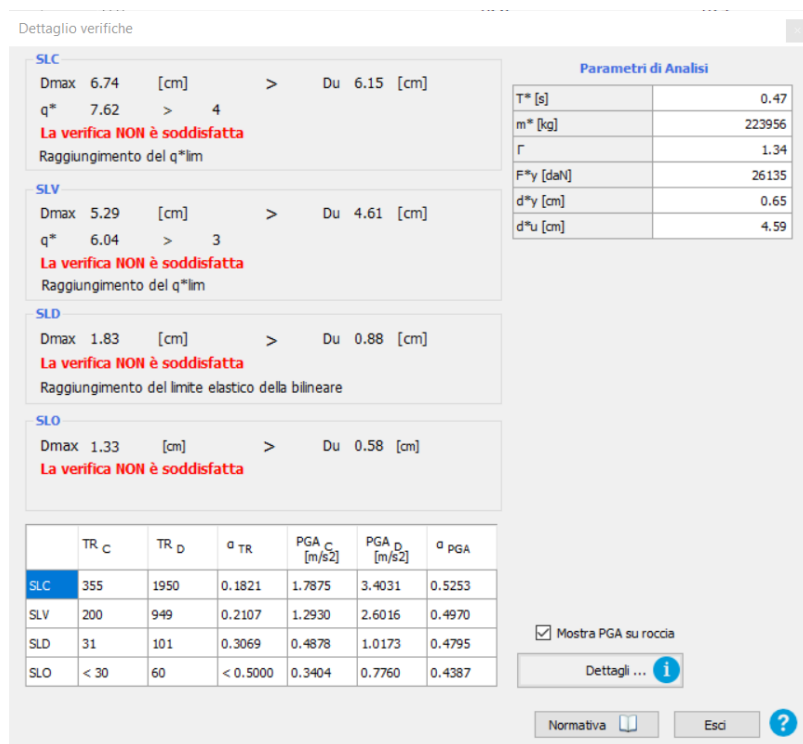 Dettaglio verifiche
SLC
Dmax 6.74 [cm] > Du 6.15 [cm]
q* 7.62 > 4
La verifica NON è soddisfatta
Raggiungimento del q*lim
SLV
Dmax 5.29 [cm] > Du 4.61 [cm]
q* 6.04 > 3
La verifica NON è soddisfatta
Raggiungimento del q*lim
SLD
Dmax 1.83 [cm] > Du 0.88 [cm]
La verifica NON è soddisfatta
Raggiungimento del limite elastico della bilineare
SLO
Dmax 1.33 [cm] > Du 0.58 [cm]
La verifica NON è soddisfatta
Parametri di Analisi
T* [s] 0.47
m* [kg] 223956
Γ 1.34
F*y [daN] 26135
d*y [cm] 0.65
d*u [cm] 4.59
TR C TR D α TR PGA C [m/s2] PGA D [m/s2] α PGA
SLC 355 1950 0.1821 1.7875 3.4031 0.5253
SLV 200 949 0.2107 1.2930 2.6016 0.4970
SLD 31 101 0.3069 0.4878 1.0173 0.4795
SLO < 30 60 < 0.5000 0.3404 0.7760 0.4387
Mostra PGA su roccia
Dettagli ... i
Normativa Esci ?